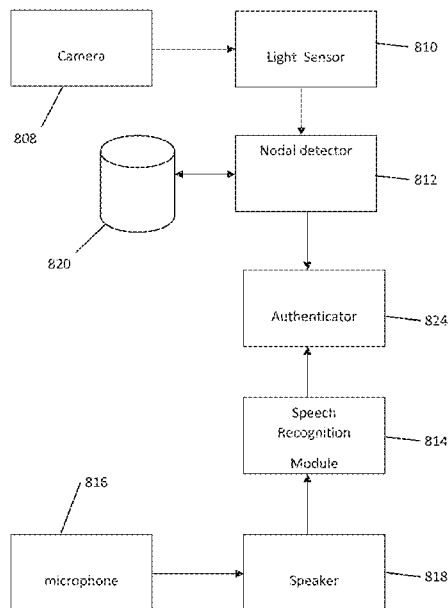 Camera
Light Sensor
810
808
Nodal detector
812
820
Authenticator
824
Speech
Recognition
Module
814
816
microphone
Speaker
818